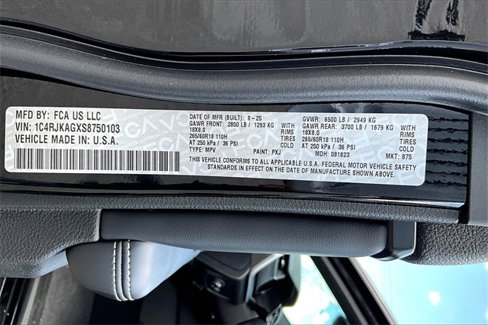 MFD BY: FCA US LLC
VIN: 1C4RJKAGXS8750103
VEHICLE MADE IN: U.S.A.
DATE OF MFR (BUILT): 8-25
GVWR: 6500 LB / 2949 KG
GAWR FRONT: 2850 LB / 1293 KG WITH
GAWR REAR: 3700 LB / 1679 KG WITH
18X8.0 RIMS
18X8.0 RIMS
265/60R18 110H TIRES
265/60R18 110H TIRES
AT 250 kPa / 36 PSI COLD
AT 250 kPa / 36 PSI COLD
TYPE: MPV PAINT: PXJ MDH: 081823 MKT: 875
THIS VEHICLE CONFORMS TO ALL APPLICABLE U.S.A. FEDERAL MOTOR VEHICLE SAFETY
STANDARDS IN EFFECT ON THE DATE OF MANUFACTURE SHOWN ABOVE.